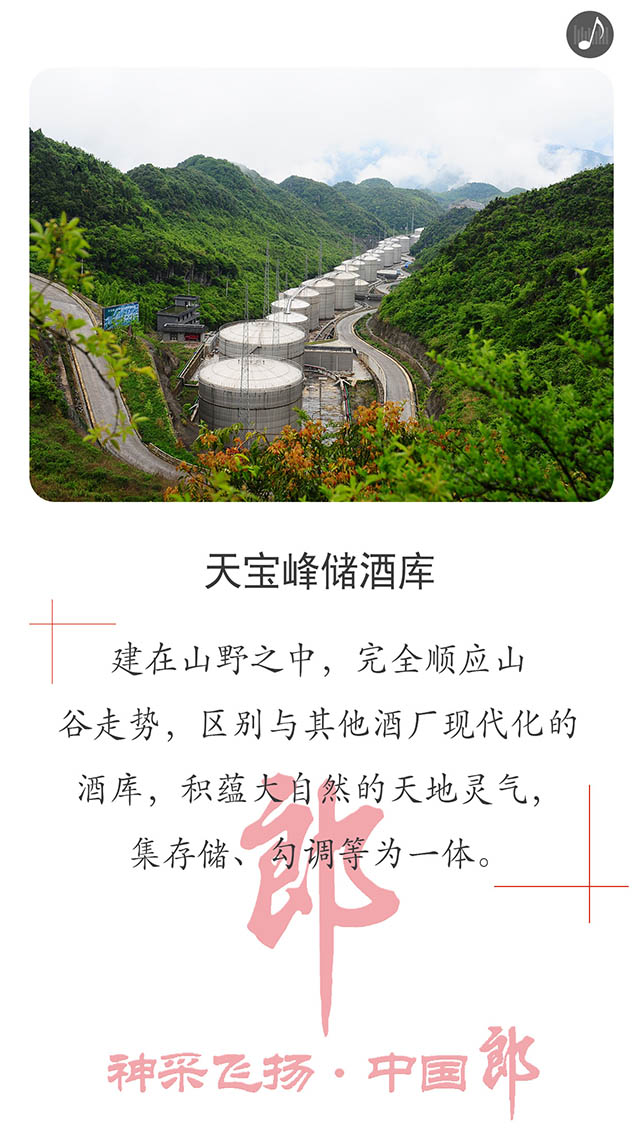 天宝峰储酒库
建在山野之中，完全顺应山
谷走势，区别与其他酒厂现代化的
酒库，积蕴大自然的天地灵气，
集存储、勾调等为一体。
郎
神采飞扬·中国郎